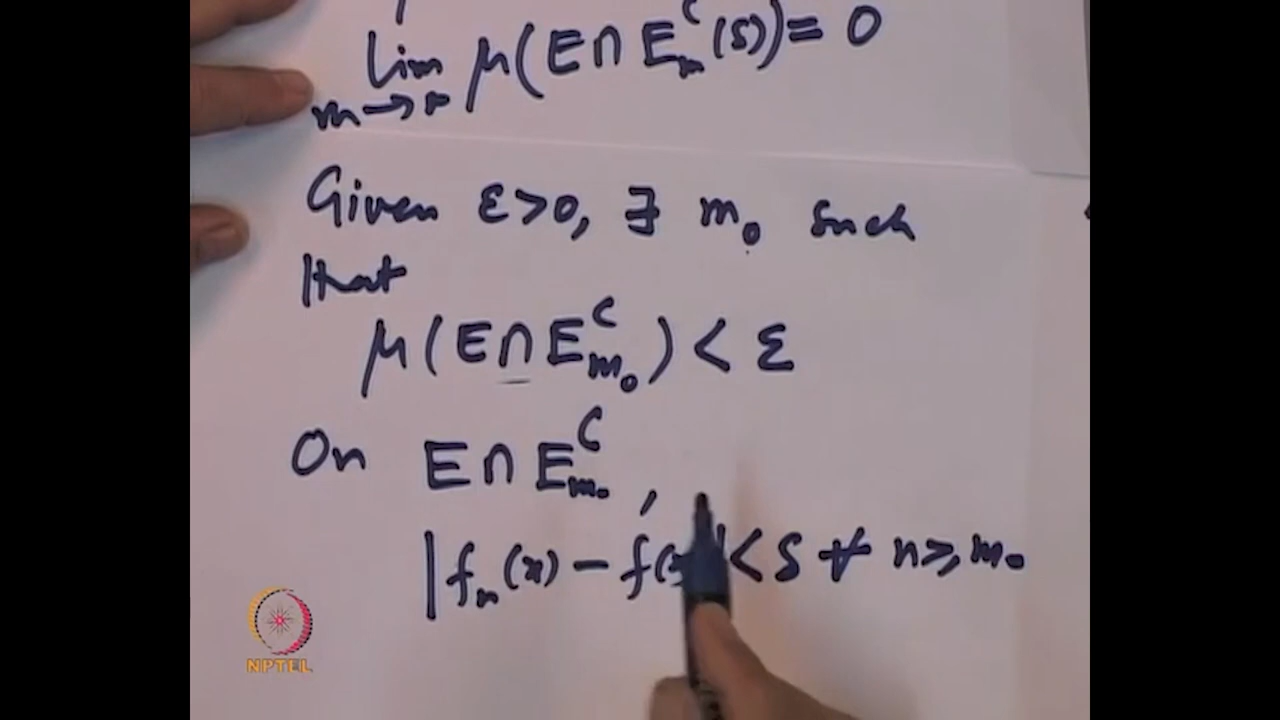 lim μ(E∩E_m^c(δ)) = 0
m→∞
Given ε>0, ∃ m₀ such
that
μ(E∩E_{m₀}^c) < ε
On E∩E_{m₀}^c,
|f_n(x) − f(x)| < δ ∀ n ≥ m₀
NPTEL